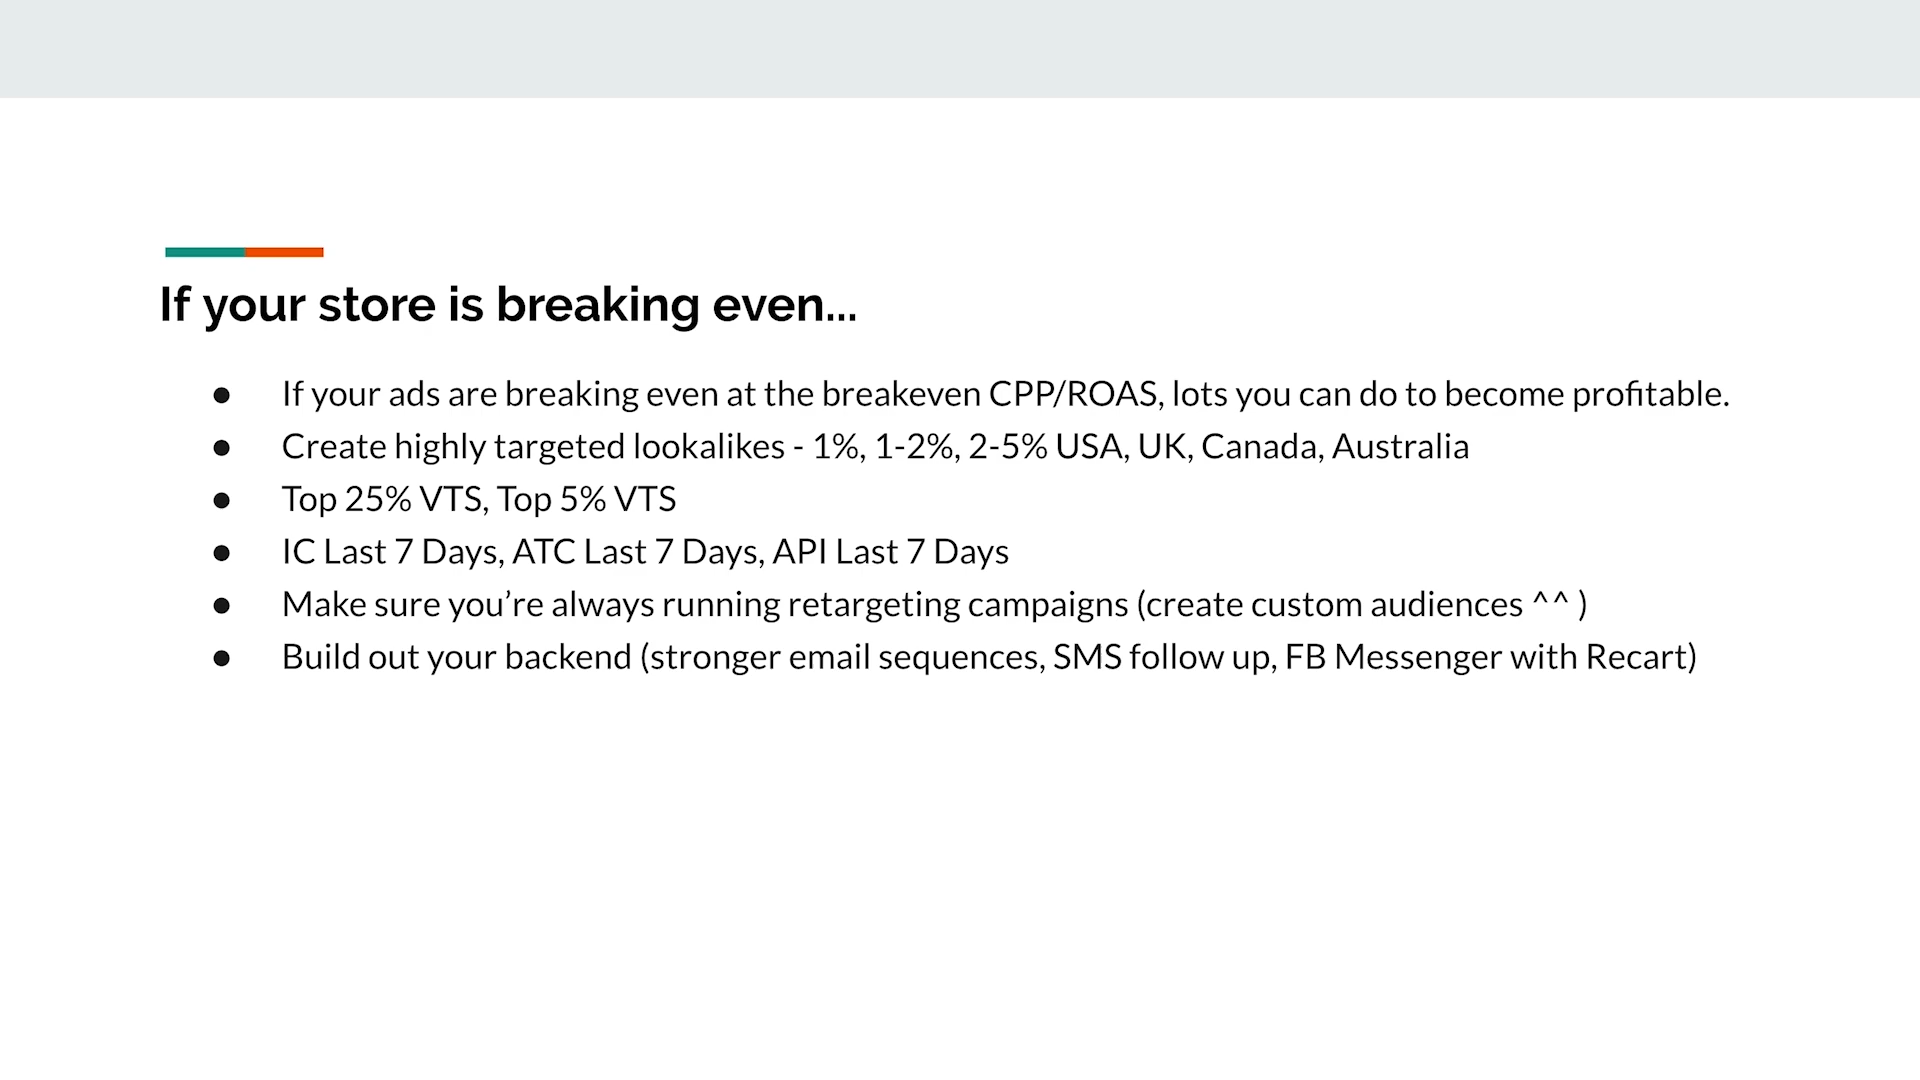 If your store is breaking even...
● If your ads are breaking even at the breakeven CPP/ROAS, lots you can do to become profitable.
● Create highly targeted lookalikes - 1%, 1-2%, 2-5% USA, UK, Canada, Australia
● Top 25% VTS, Top 5% VTS
● IC Last 7 Days, ATC Last 7 Days, API Last 7 Days
● Make sure you’re always running retargeting campaigns (create custom audiences ^^ )
● Build out your backend (stronger email sequences, SMS follow up, FB Messenger with Recart)